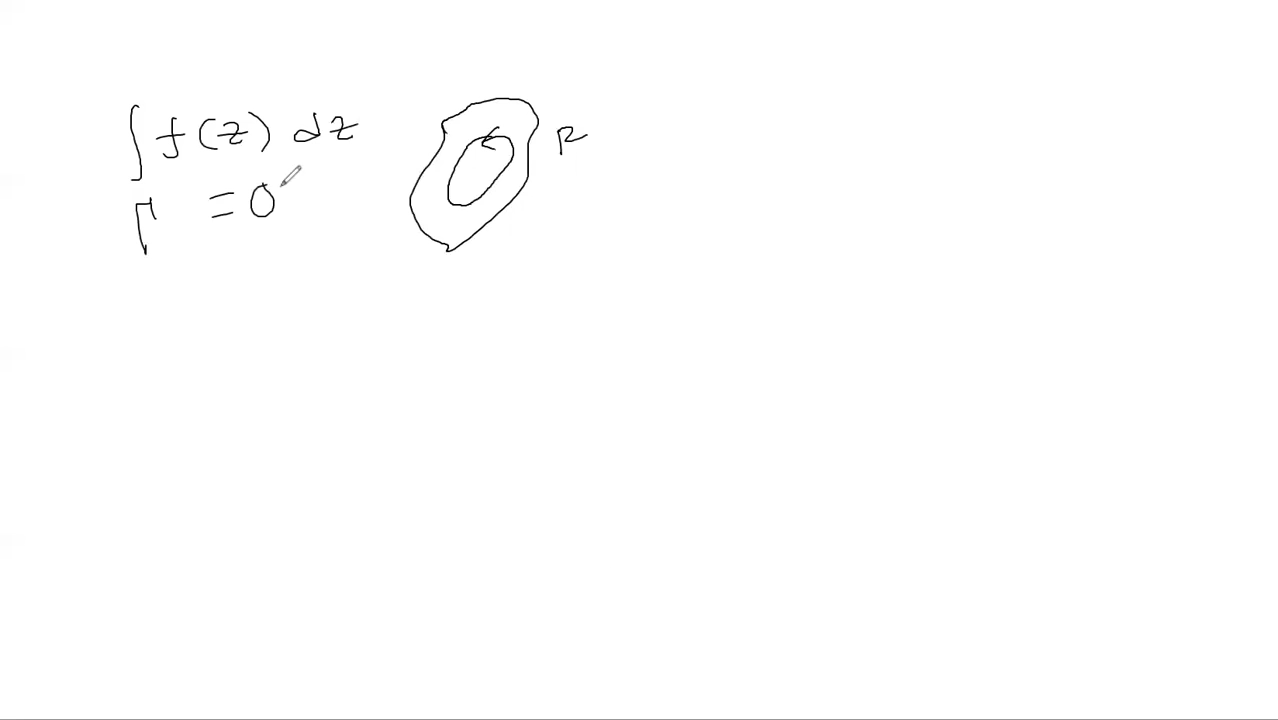 ∫ f(z) dz R
Γ = 0